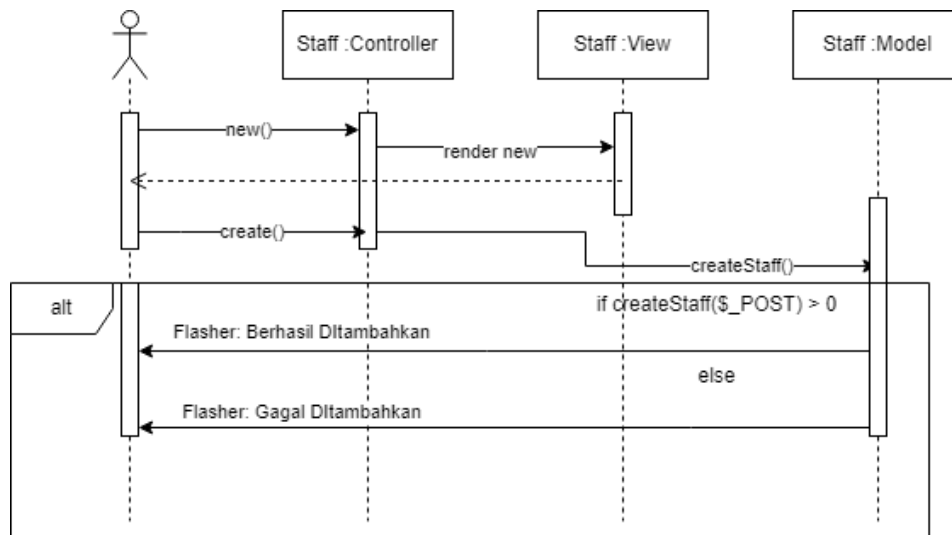 Staff :Controller
Staff :View
Staff :Model
new()
render new
create()
createStaff()
alt
if createStaff($_POST) > 0
Flasher: Berhasil DItambahkan
else
Flasher: Gagal DItambahkan